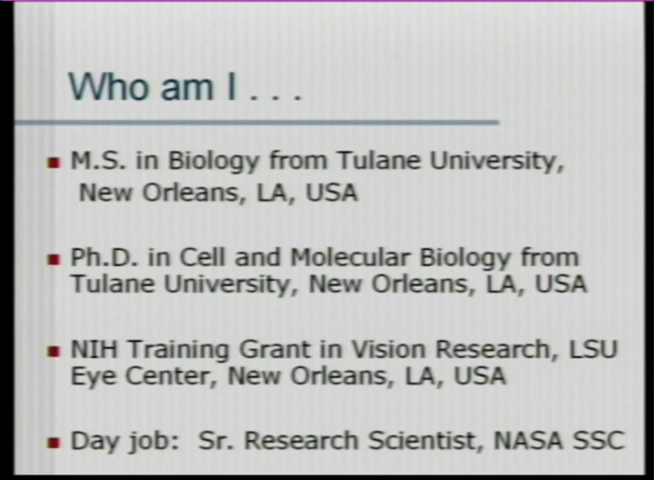 Who am I . . .
M.S. in Biology from Tulane University,
New Orleans, LA, USA
Ph.D. in Cell and Molecular Biology from
Tulane University, New Orleans, LA, USA
NIH Training Grant in Vision Research, LSU
Eye Center, New Orleans, LA, USA
Day job: Sr. Research Scientist, NASA SSC